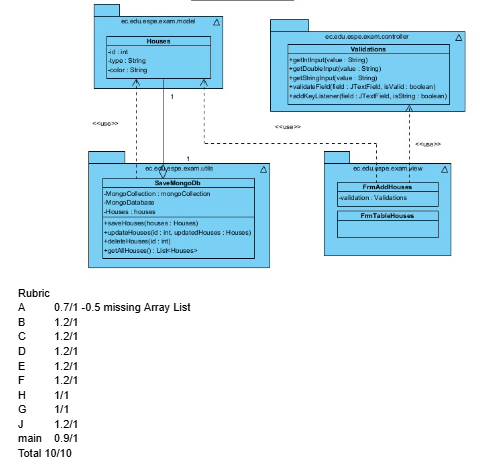 ec.edu.espe.exam.model
Houses
-id : int
-type : String
-color : String
ec.edu.espe.exam.controller
Validations
+getIntInput(value : String)
+getDoubleInput(value : String)
+getStringInput(value : String)
+validateField(field : JTextField, isValid : boolean)
+addKeyListener(field : JTextField, isString : boolean)
1
<<use>>
<<use>>
<<use>>
1
ec.edu.espe.exam.utils
SaveMongoDb
-MongoCollection : mongoCollection
-MongoDatabase
-Houses : houses
+saveHouses(houses : Houses)
+updateHouses(id : int, updatedHouses : Houses)
+deleteHouses(id : int)
+getAllHouses() : List<Houses>
ec.edu.espe.exam.view
FrmAddHouses
-validation : Validations
FrmTableHouses
Rubric
A 0.7/1 -0.5 missing Array List
B 1.2/1
C 1.2/1
D 1.2/1
E 1.2/1
F 1.2/1
H 1/1
G 1/1
J 1.2/1
main 0.9/1
Total 10/10